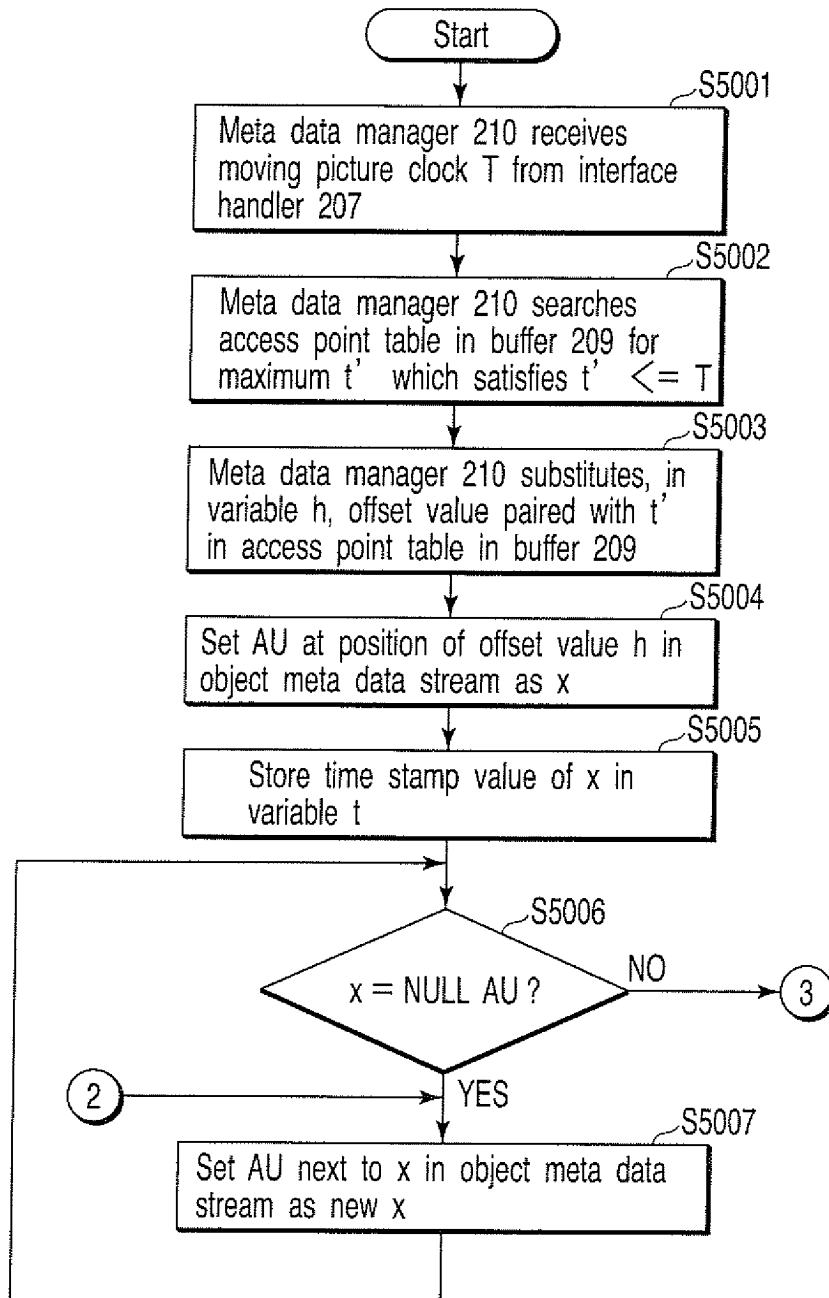 Start
S5001
Meta data manager 210 receives
moving picture clock T from interface
handler 207
S5002
Meta data manager 210 searches
access point table in buffer 209 for
maximum t' which satisfies t' <= T
S5003
Meta data manager 210 substitutes, in
variable h, offset value paired with t'
in access point table in buffer 209
S5004
Set AU at position of offset value h in
object meta data stream as x
S5005
Store time stamp value of x in
variable t
S5006
x = NULL AU ?
NO
3
2
YES
S5007
Set AU next to x in object meta data
stream as new x